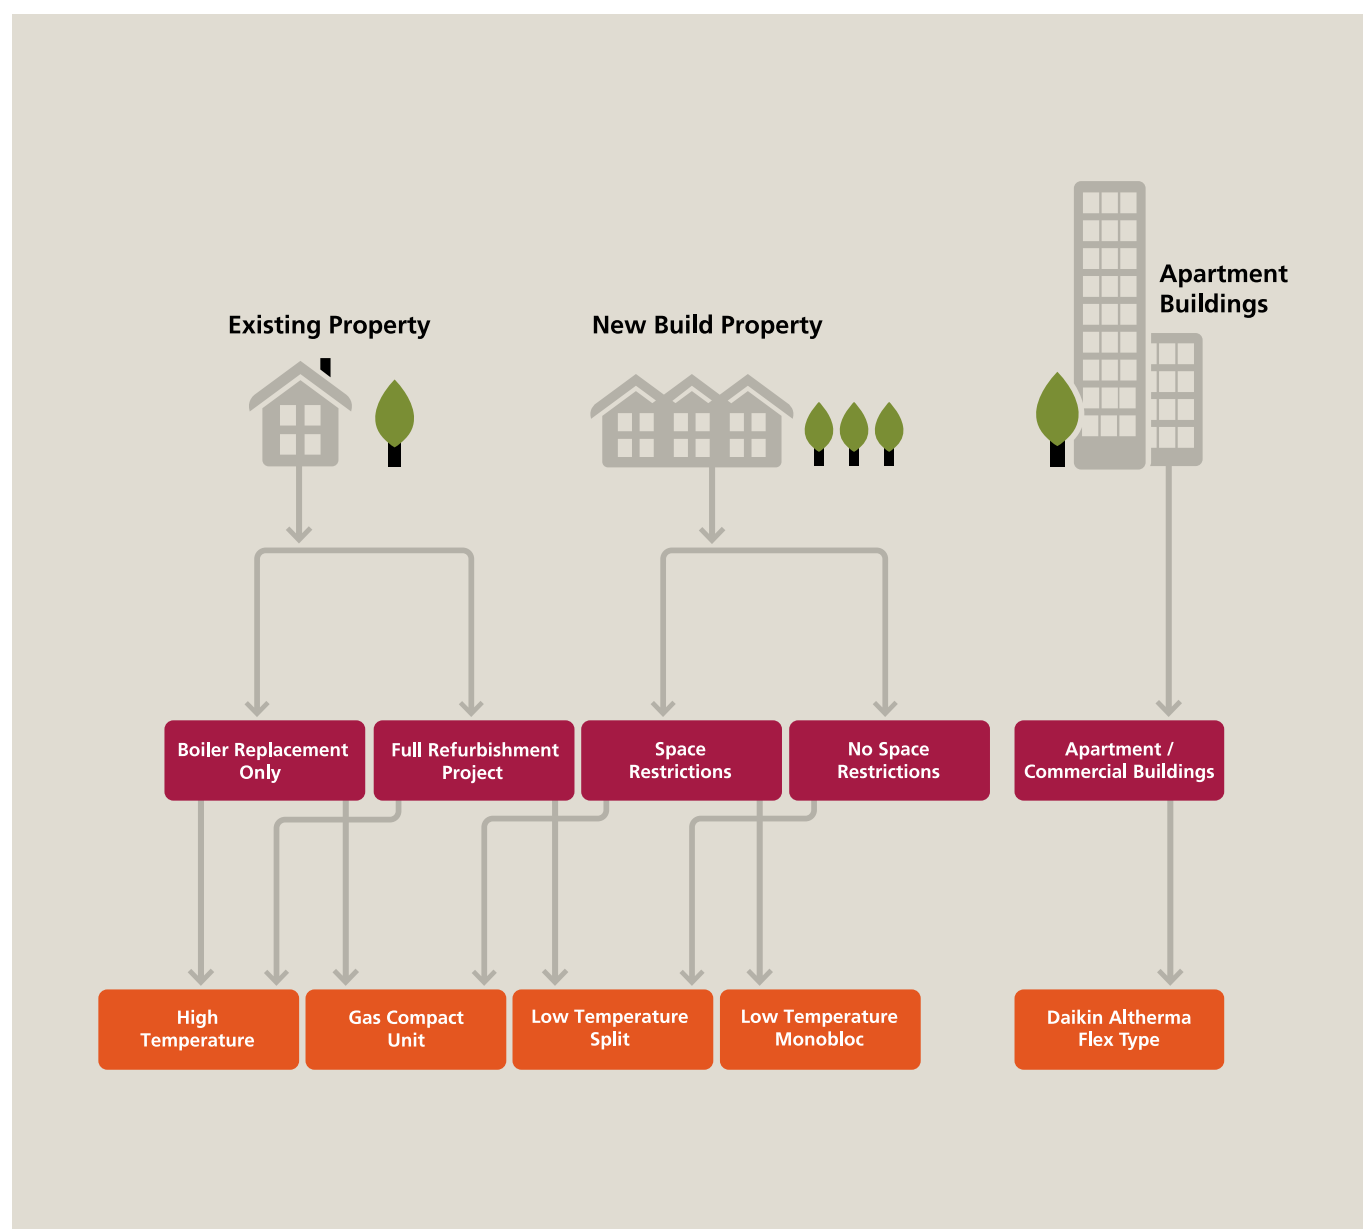 Existing Property
New Build Property
Apartment
Buildings
Boiler Replacement
Only
Full Refurbishment
Project
Space
Restrictions
No Space
Restrictions
Apartment /
Commercial Buildings
High
Temperature
Gas Compact
Unit
Low Temperature
Split
Low Temperature
Monobloc
Daikin Altherma
Flex Type